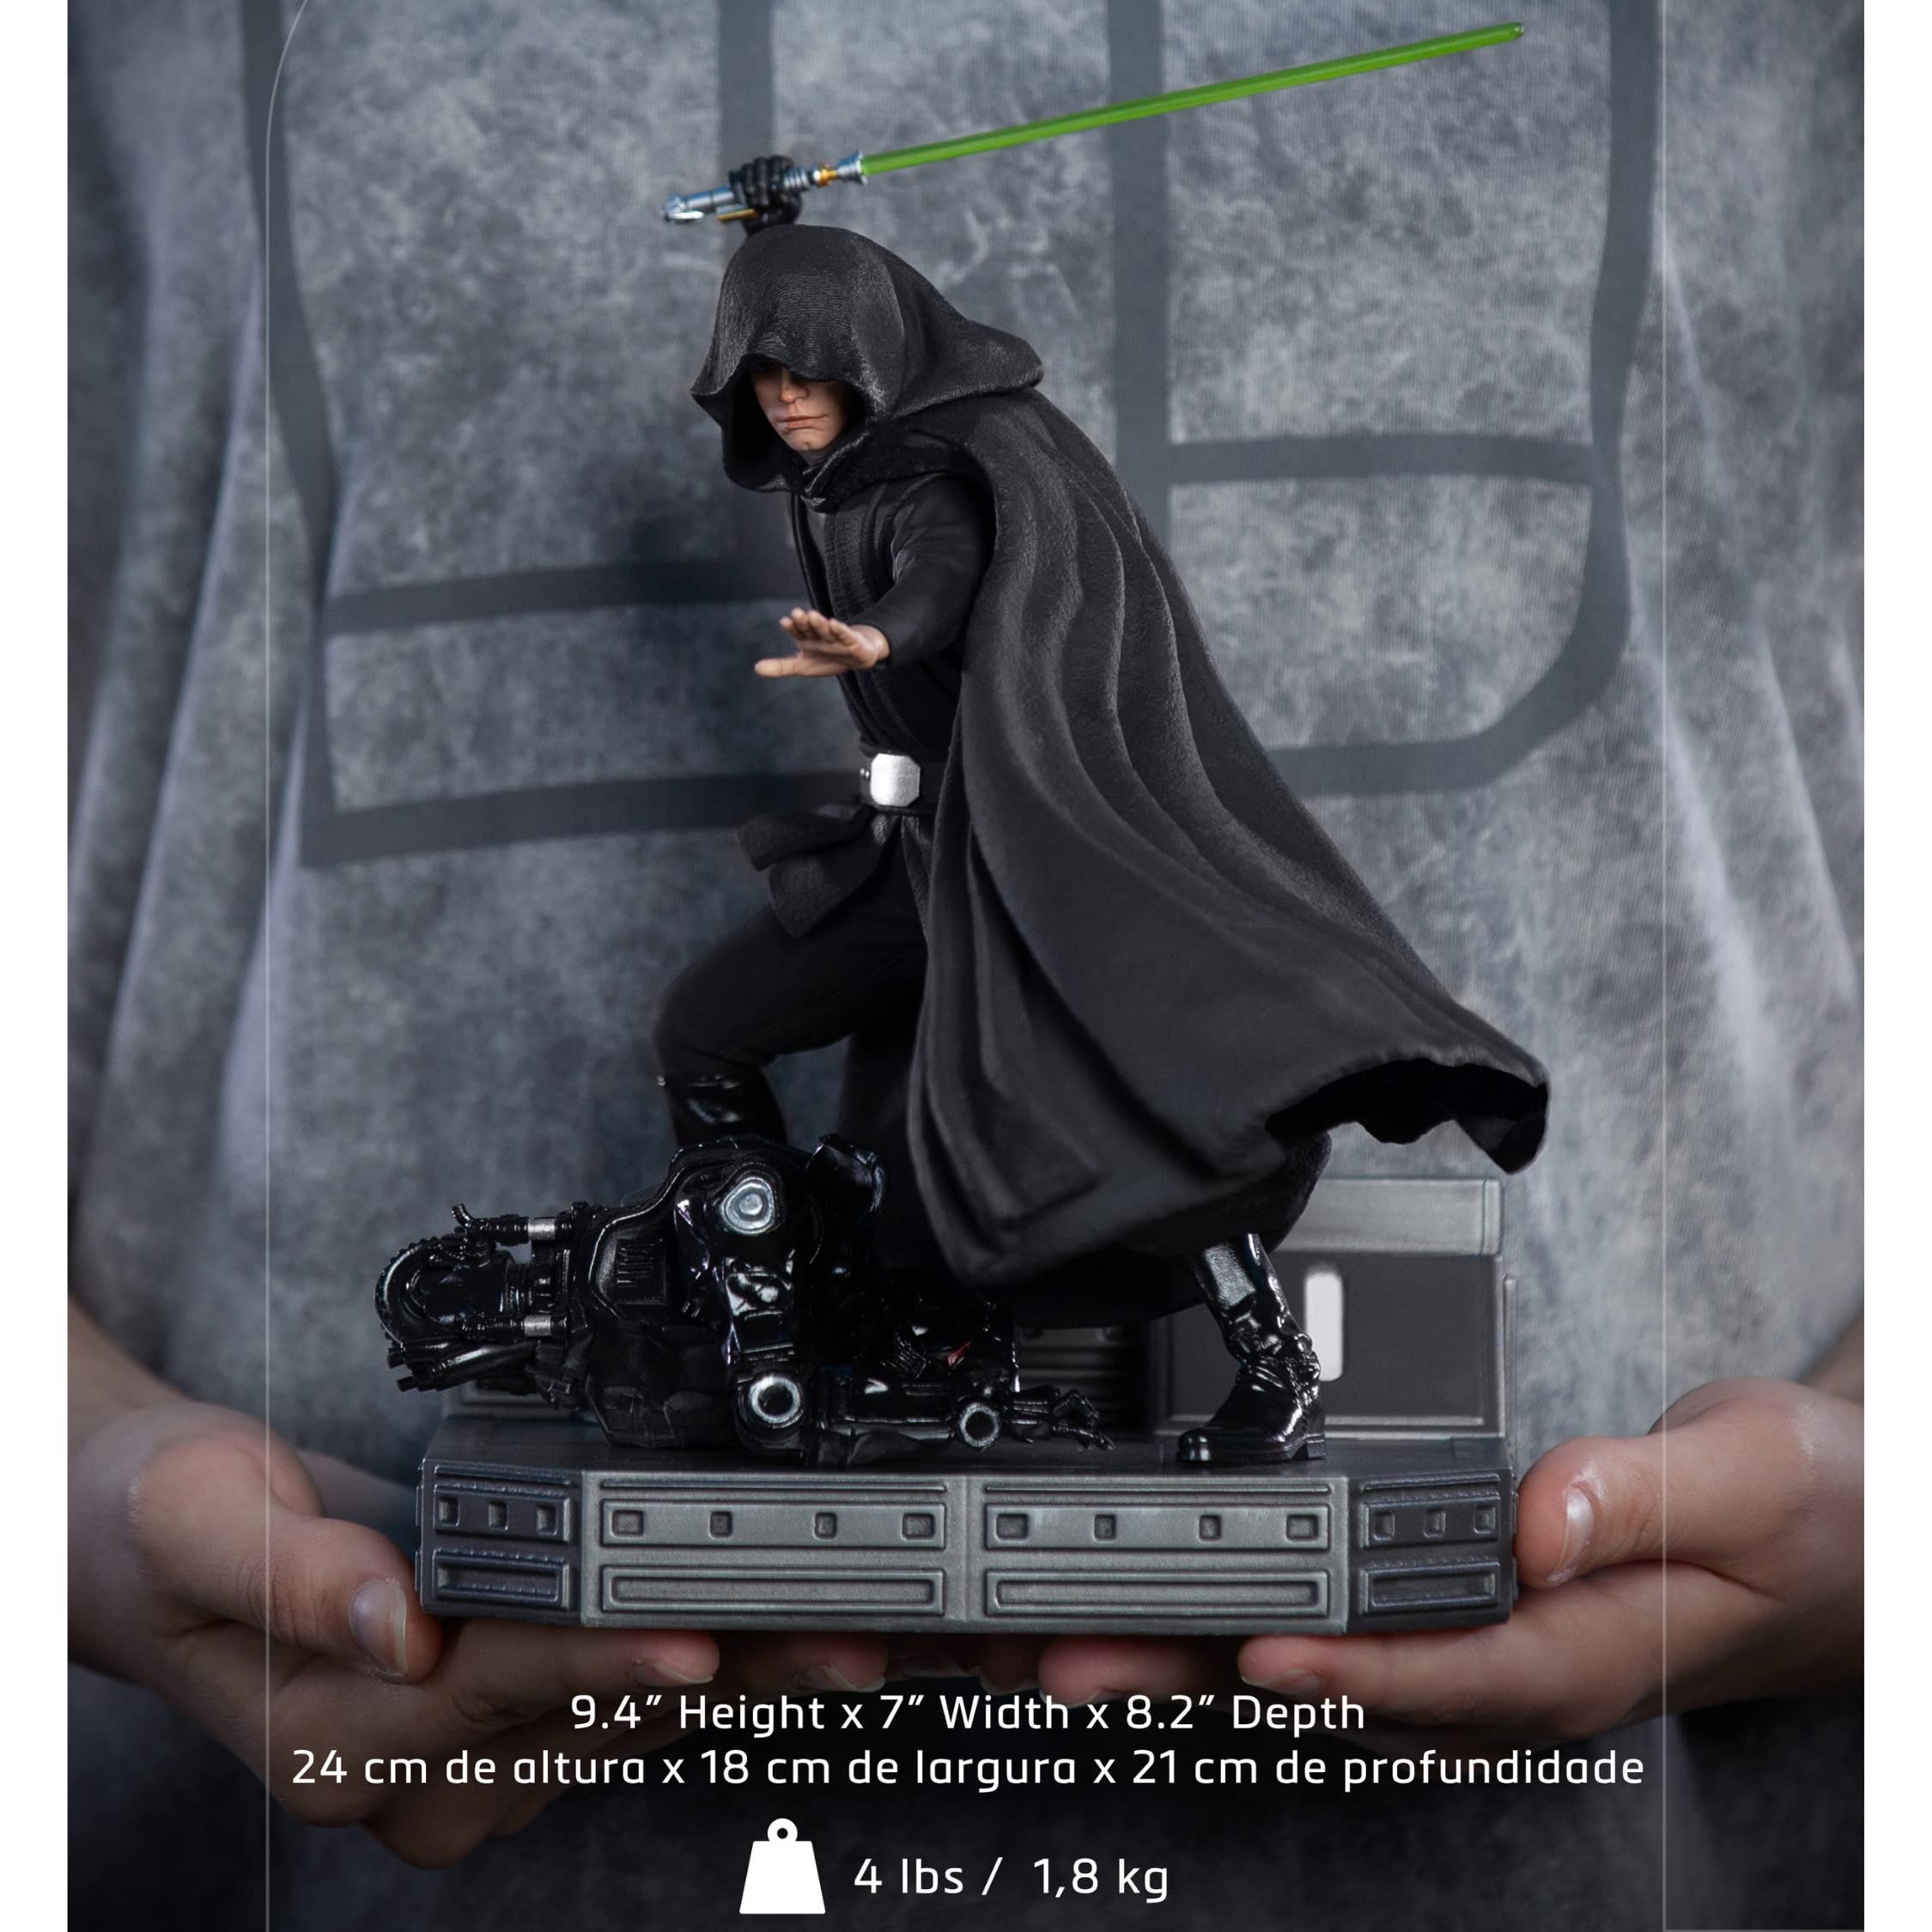 9.4” Height x 7” Width x 8.2” Depth
24 cm de altura x 18 cm de largura x 21 cm de profundidade
4 lbs / 1,8 kg